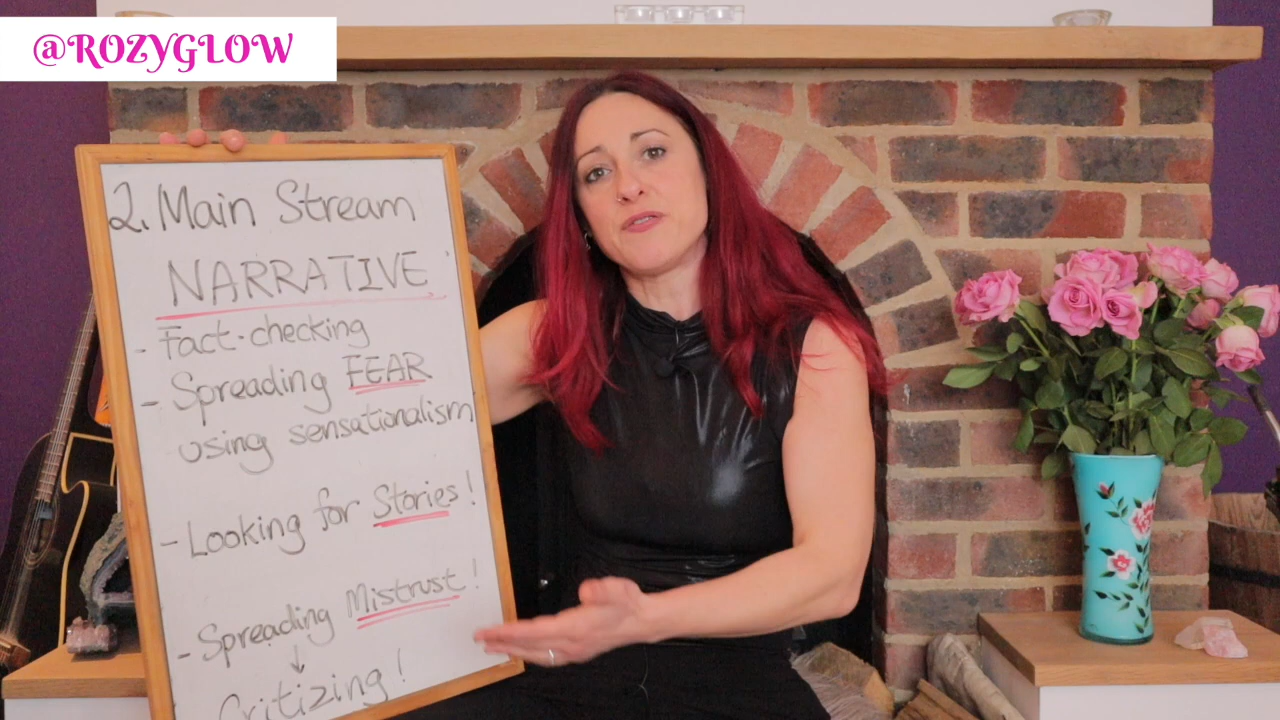 @ROZYGLOW
2. Main Stream
NARRATIVE
- Fact-checking
- Spreading FEAR
using sensationalism
- Looking for Stories!
- Spreading Mistrust!
↓
Critizing!